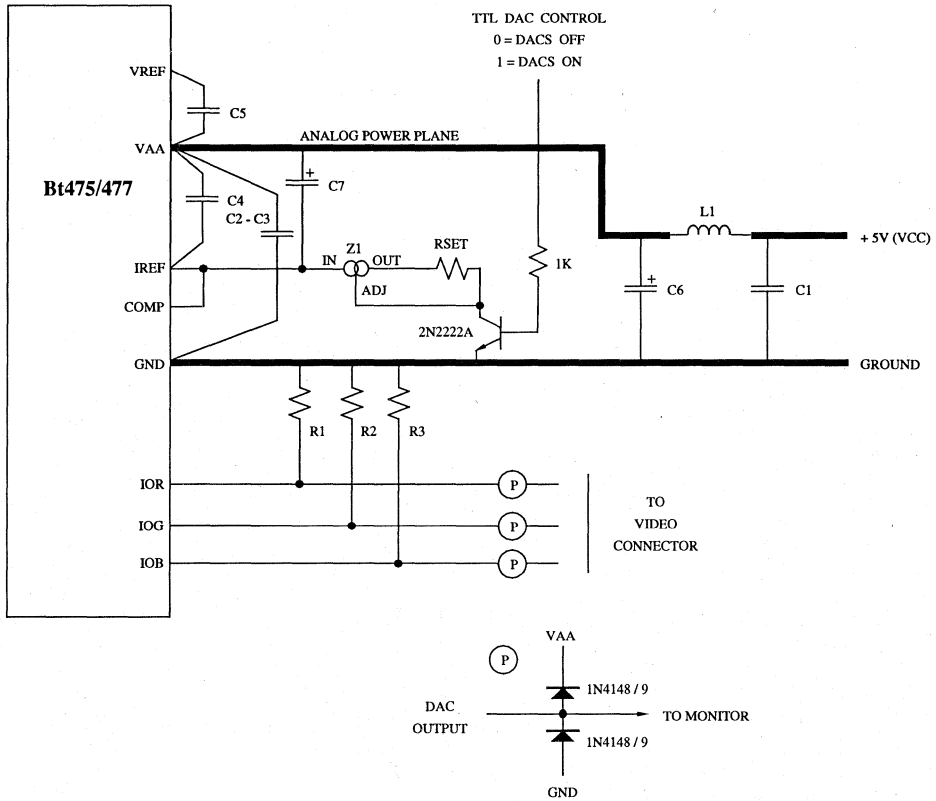 TTL DAC CONTROL
0 = DACS OFF
1 = DACS ON
VREF
C5
ANALOG POWER PLANE
VAA
Bt475/477
C4
C2 - C3
+
C7
L1
+ 5V (VCC)
Z1
IN
OUT
RSET
1K
IREF
ADJ
+
C6
C1
COMP
2N2222A
GND
GROUND
R1
R2
R3
IOR
P
IOG
P
IOB
P
TO
VIDEO
CONNECTOR
VAA
P
1N4148 / 9
DAC
OUTPUT
TO MONITOR
1N4148 / 9
GND